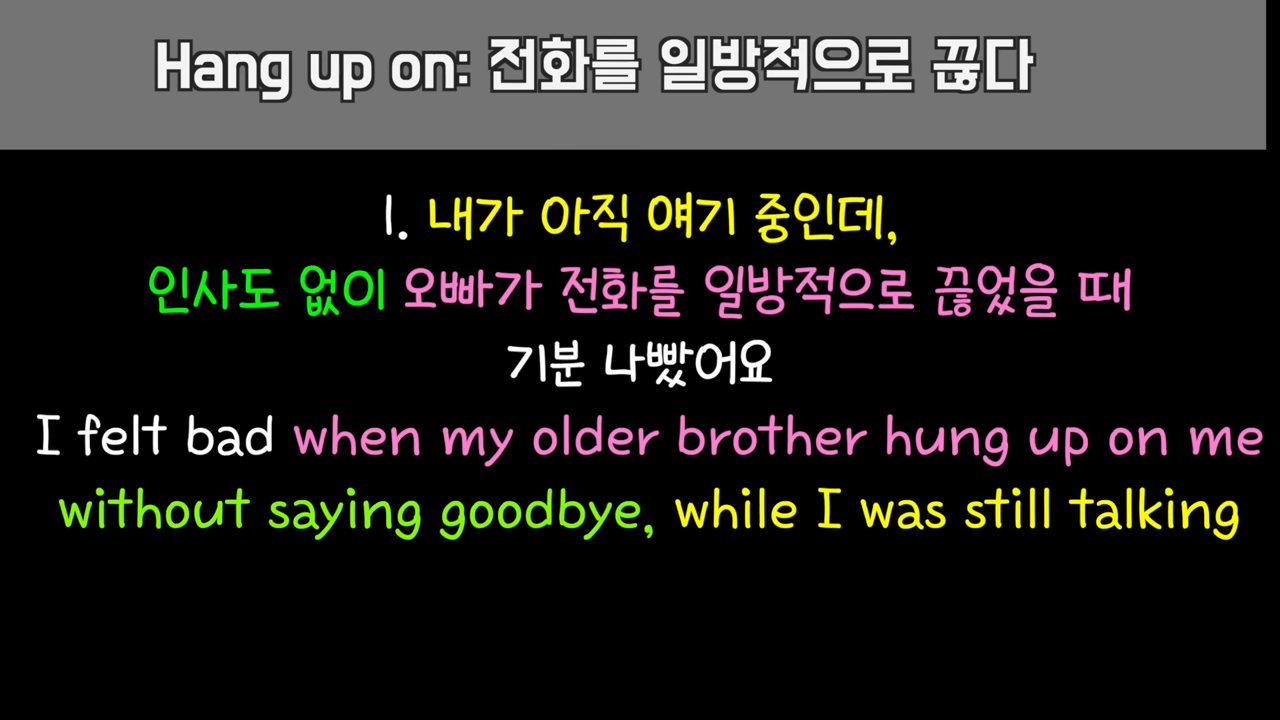 Hang up on: 전화를 일방적으로 끊다
1. 내가 아직 얘기 중인데,
인사도 없이 오빠가 전화를 일방적으로 끊었을 때
기분 나빴어요
I felt bad when my older brother hung up on me
without saying goodbye, while I was still talking